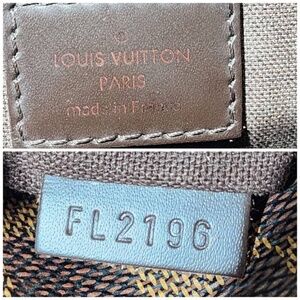 LOUIS VUITTON
PARIS
made in France
FL2196